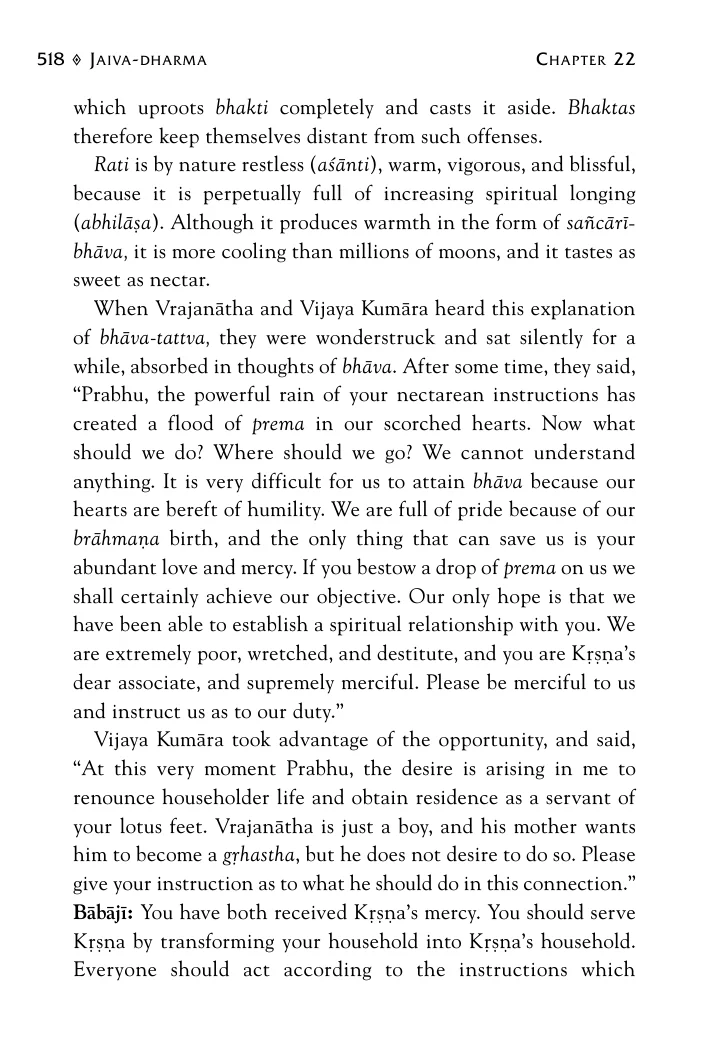 518 ◊ JAIVA-DHARMA CHAPTER 22
which uproots bhakti completely and casts it aside. Bhaktas
therefore keep themselves distant from such offenses.
Rati is by nature restless (aśānti), warm, vigorous, and blissful,
because it is perpetually full of increasing spiritual longing
(abhilāṣa). Although it produces warmth in the form of sañcārī-
bhāva, it is more cooling than millions of moons, and it tastes as
sweet as nectar.
When Vrajanātha and Vijaya Kumāra heard this explanation
of bhāva-tattva, they were wonderstruck and sat silently for a
while, absorbed in thoughts of bhāva. After some time, they said,
“Prabhu, the powerful rain of your nectarean instructions has
created a flood of prema in our scorched hearts. Now what
should we do? Where should we go? We cannot understand
anything. It is very difficult for us to attain bhāva because our
hearts are bereft of humility. We are full of pride because of our
brāhmaṇa birth, and the only thing that can save us is your
abundant love and mercy. If you bestow a drop of prema on us we
shall certainly achieve our objective. Our only hope is that we
have been able to establish a spiritual relationship with you. We
are extremely poor, wretched, and destitute, and you are Kṛṣṇa’s
dear associate, and supremely merciful. Please be merciful to us
and instruct us as to our duty.”
Vijaya Kumāra took advantage of the opportunity, and said,
“At this very moment Prabhu, the desire is arising in me to
renounce householder life and obtain residence as a servant of
your lotus feet. Vrajanātha is just a boy, and his mother wants
him to become a gṛhastha, but he does not desire to do so. Please
give your instruction as to what he should do in this connection.”
Bābājī: You have both received Kṛṣṇa’s mercy. You should serve
Kṛṣṇa by transforming your household into Kṛṣṇa’s household.
Everyone should act according to the instructions which